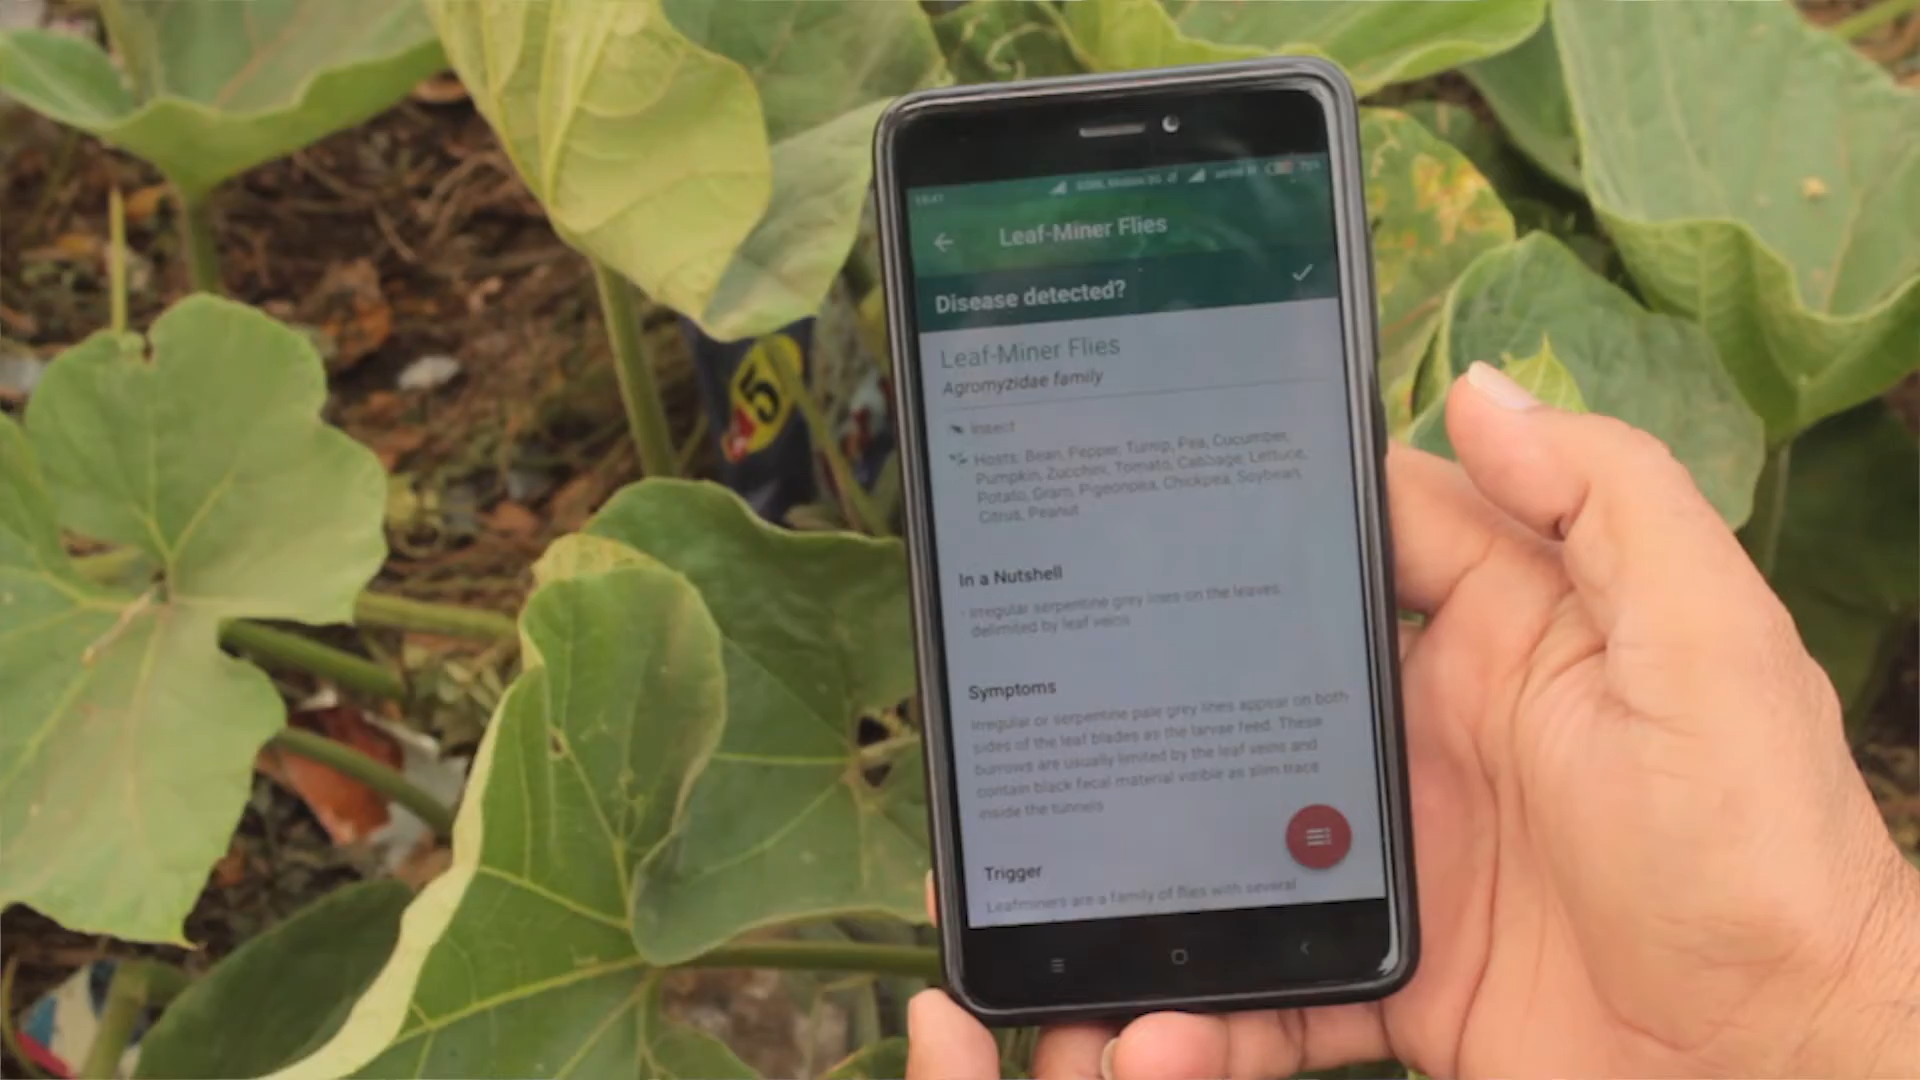 Leaf-Miner Flies
Disease detected?
Leaf-Miner Flies
Agromyzidae family
Insect
Hosts: Bean, Pepper, Turnip, Pea, Cucumber,
Pumpkin, Zucchini, Tomato, Cabbage, Lettuce,
Potato, Gram, Pigeonpea, Chickpea, Soybean,
Citrus, Peanut
In a Nutshell
- Irregular serpentine grey lines on the leaves,
delimited by leaf veins
Symptoms
Irregular or serpentine pale grey lines appear on both
sides of the leaf blades as the larvae feed. These
burrows are usually limited by the leaf veins and
contain black fecal material visible as slim trace
inside the tunnels
Trigger
Leafminers are a family of flies with several
5